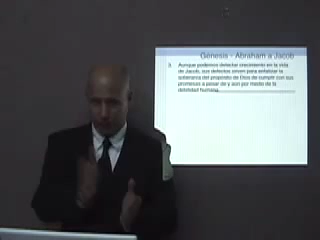 Génesis - Abraham a Jacob
3 Aunque podemos detectar crecimiento en la vida
de Jacob, sus defectos sirven para enfatizar la
soberanía del propósito de Dios de cumplir con sus
promesas a pesar de y aun por medio de la
debilidad humana.